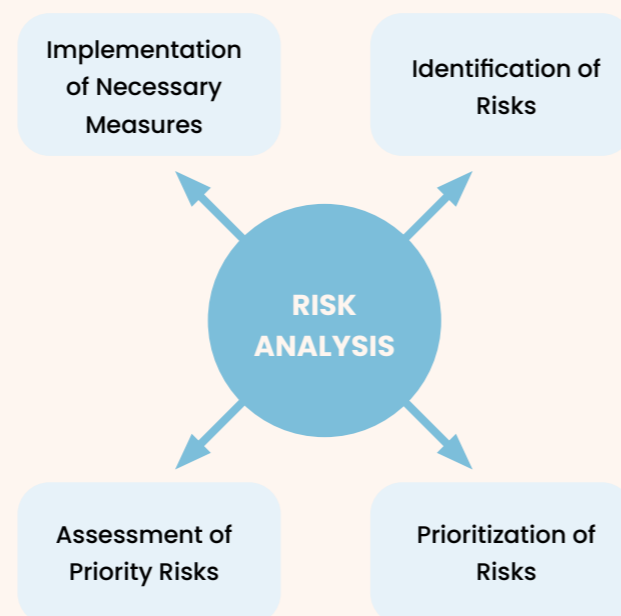 Implementation
of Necessary
Measures
Identification of
Risks
RISK
ANALYSIS
Assessment of
Priority Risks
Prioritization of
Risks